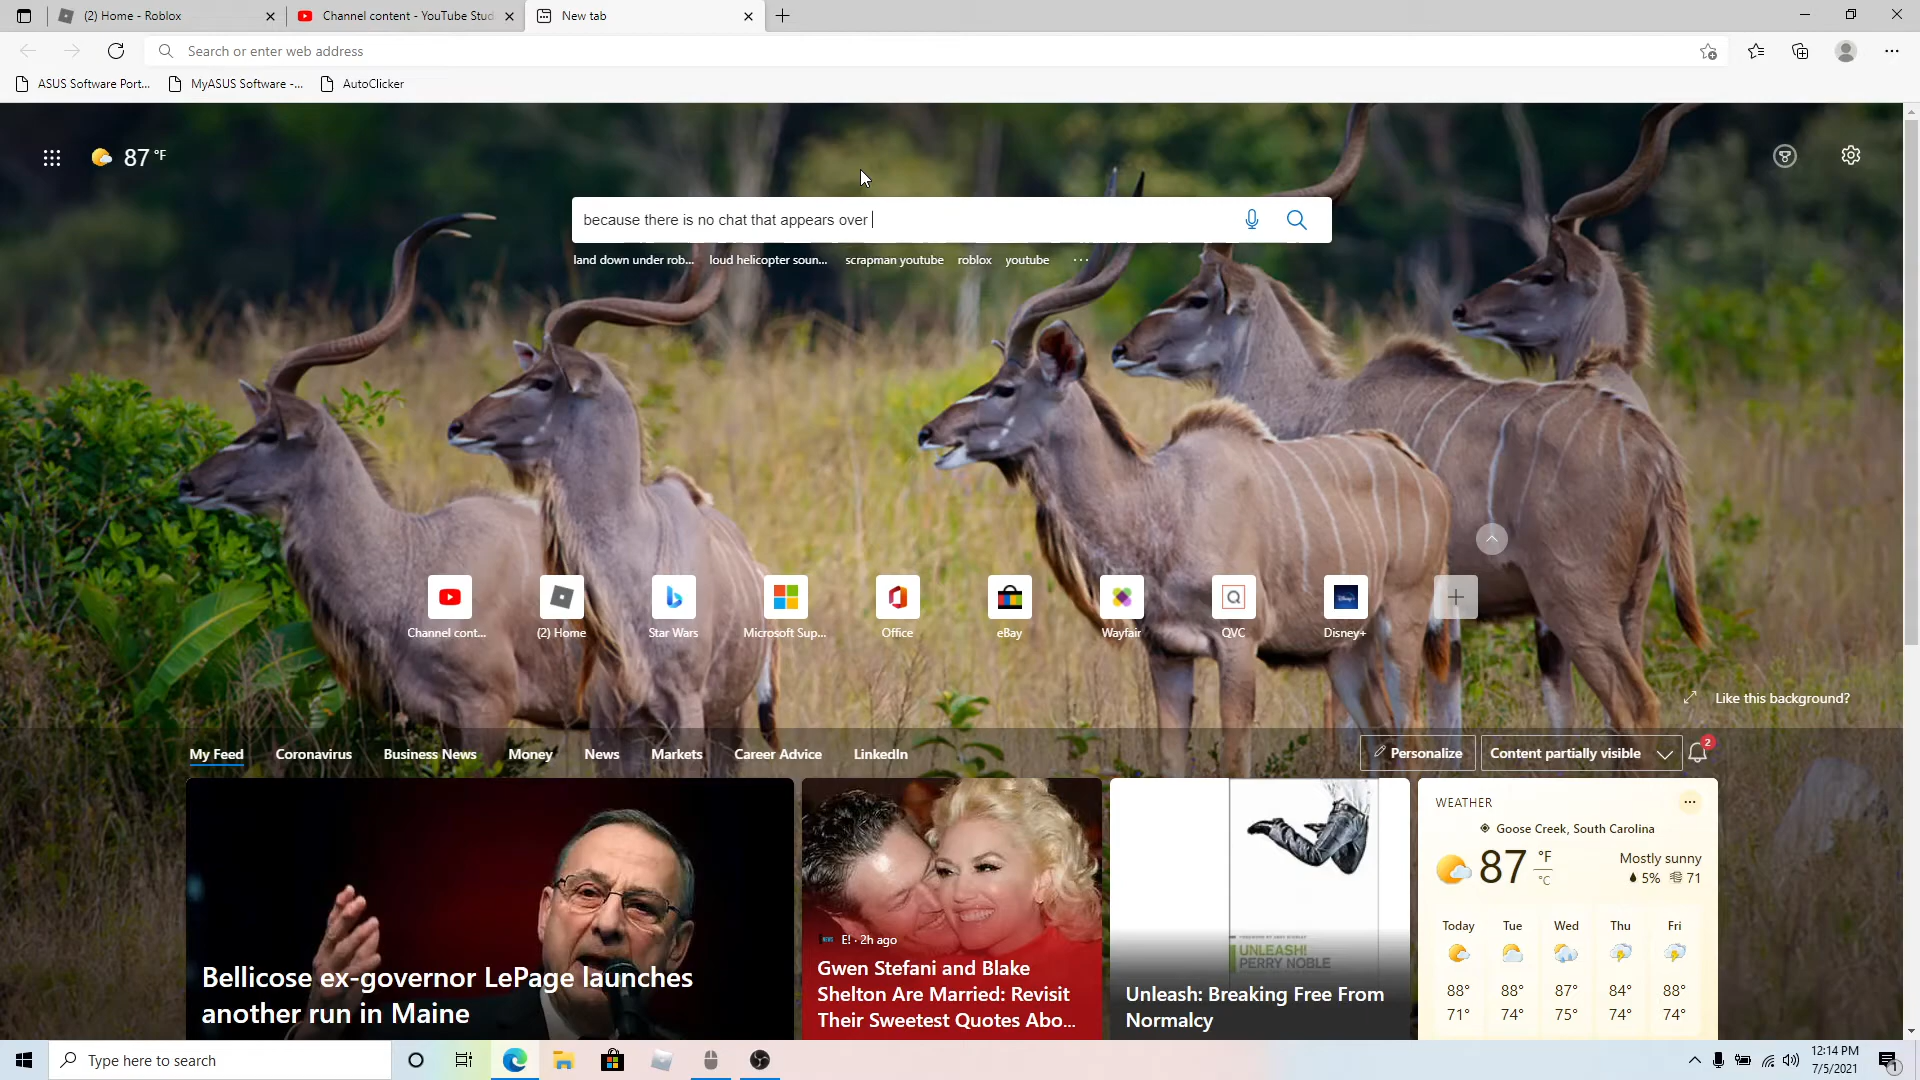 (2) Home - Roblox
Channel content - YouTube Stud
New tab
Search or enter web address
ASUS Software Port...
MyASUS Software -...
AutoClicker
87 °F
because there is no chat that appears over
land down under rob...
loud helicopter soun...
scrapman youtube
roblox
youtube
...
Channel cont...
(2) Home
Star Wars
Microsoft Sup...
Office
eBay
Wayfair
QVC
Disney+
Like this background?
My Feed
Coronavirus
Business News
Money
News
Markets
Career Advice
LinkedIn
Personalize
Content partially visible
2
Bellicose ex-governor LePage launches
another run in Maine
E! · 2h ago
Gwen Stefani and Blake
Shelton Are Married: Revisit
Their Sweetest Quotes Abo...
UNLEASH!
PERRY NOBLE
Unleash: Breaking Free From
Normalcy
WEATHER
Goose Creek, South Carolina
87 °F
°C
Mostly sunny
5% 71
Today Tue Wed Thu Fri
88° 88° 87° 84° 88°
71° 74° 75° 74° 74°
Type here to search
12:14 PM
7/5/2021
1